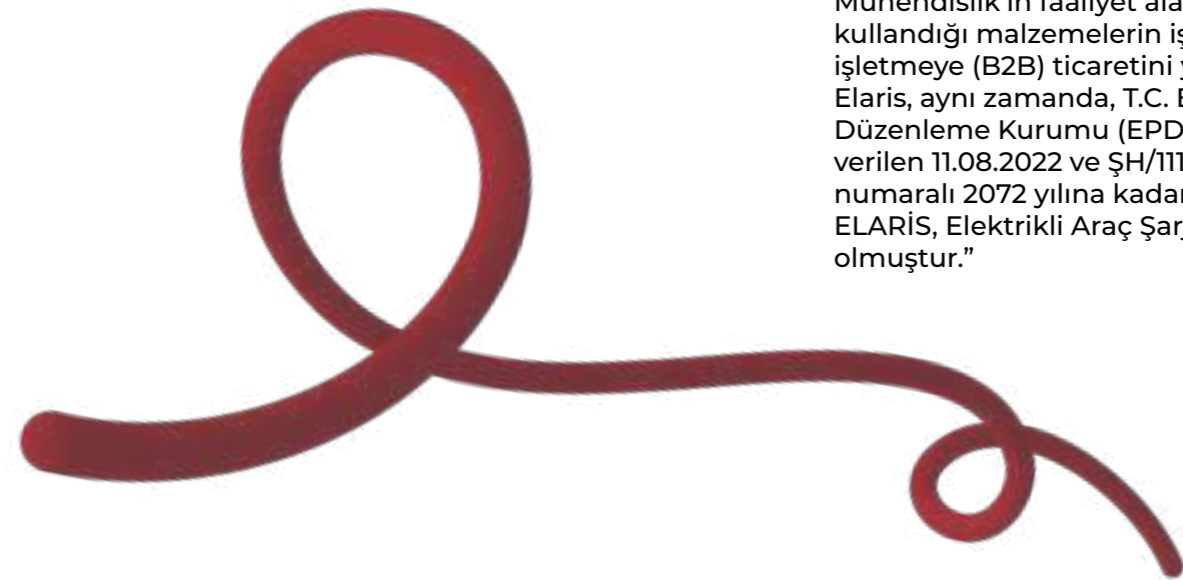 Mühendislik'in faaliyet ala
kullandığı malzemelerin iş
işletmeye (B2B) ticaretini
Elaris, aynı zamanda, T.C.
Düzenleme Kurumu (EPD
verilen 11.08.2022 ve ŞH/111
numaralı 2072 yılına kadar
ELARİS, Elektrikli Araç Şar
olmuştur.”